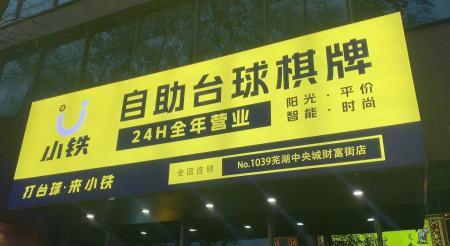 自助台球棋牌
24H全年营业
阳光·平价
智能·时尚
小铁
打台球·来小铁
全国连锁
No.1039芜湖中央城财富街店